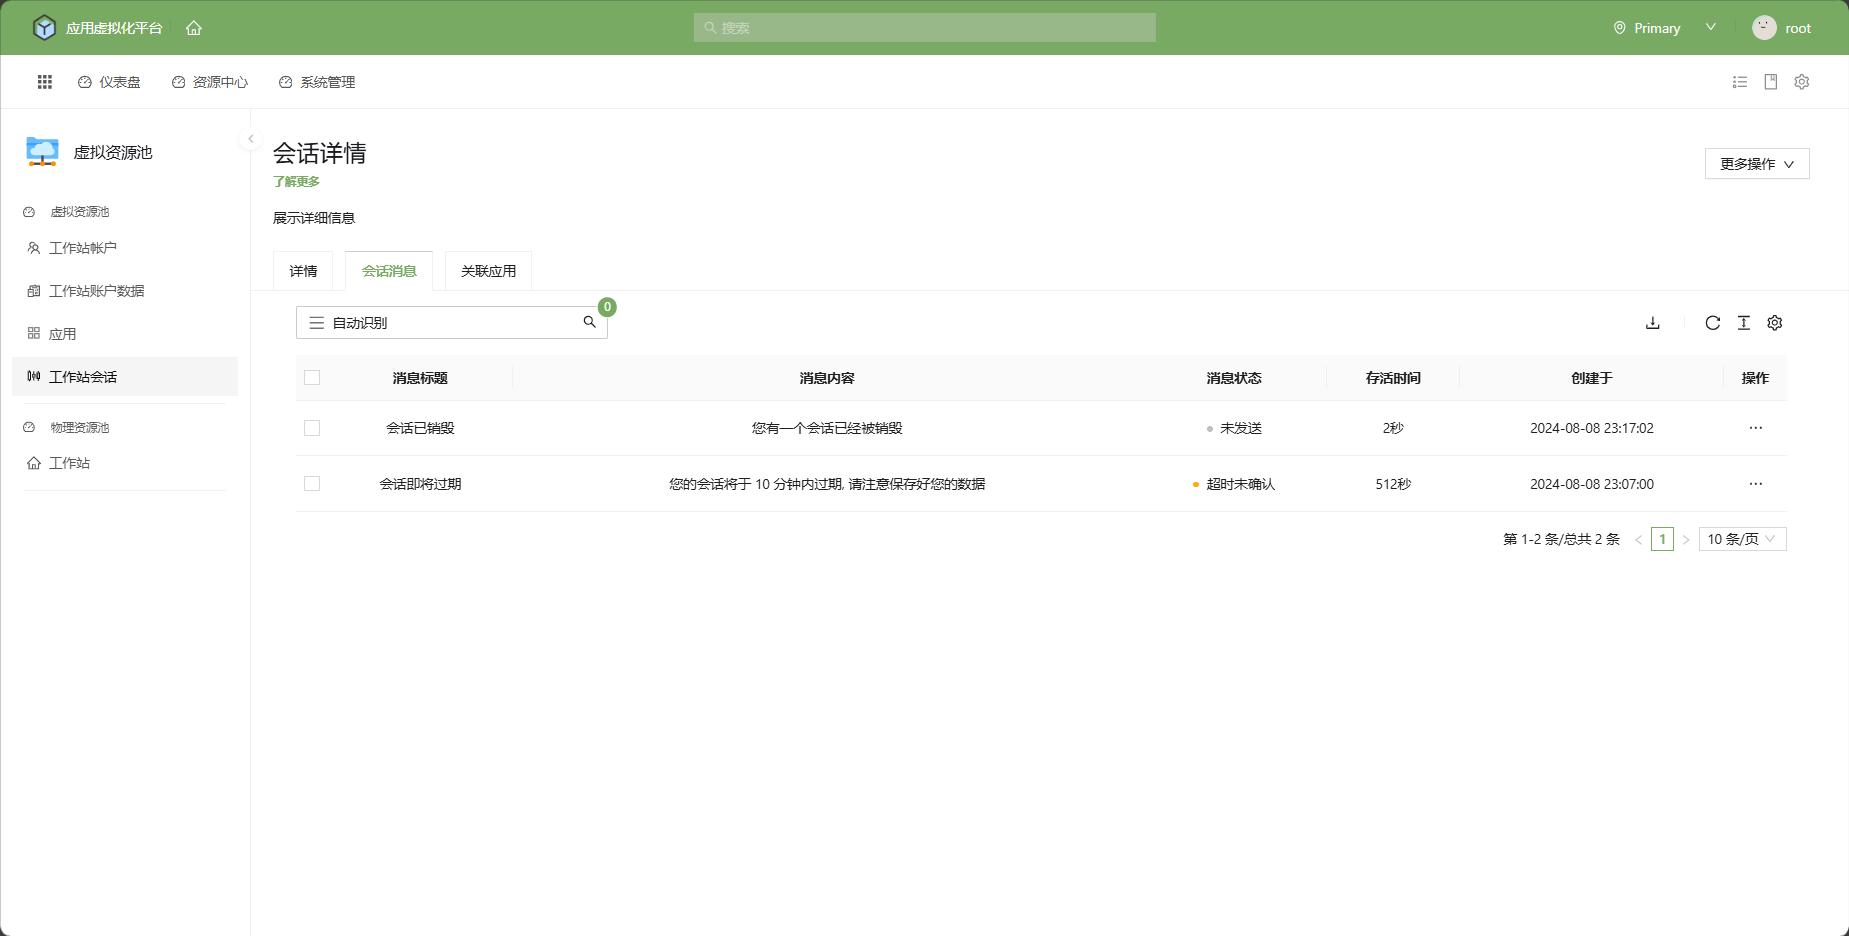 应用虚拟化平台
搜索
Primary
root
仪表盘
资源中心
系统管理
虚拟资源池
虚拟资源池
工作站帐户
工作站账户数据
应用
工作站会话
物理资源池
工作站
会话详情
了解更多
展示详细信息
更多操作
详情
会话消息
关联应用
自动识别
0
消息标题 消息内容 消息状态 存活时间 创建于 操作
会话已销毁 您有一个会话已经被销毁 未发送 2秒 2024-08-08 23:17:02 ···
会话即将过期 您的会话将于 10 分钟内过期, 请注意保存好您的数据 超时未确认 512秒 2024-08-08 23:07:00 ···
第 1-2 条/总共 2 条 < 1 > 10 条/页